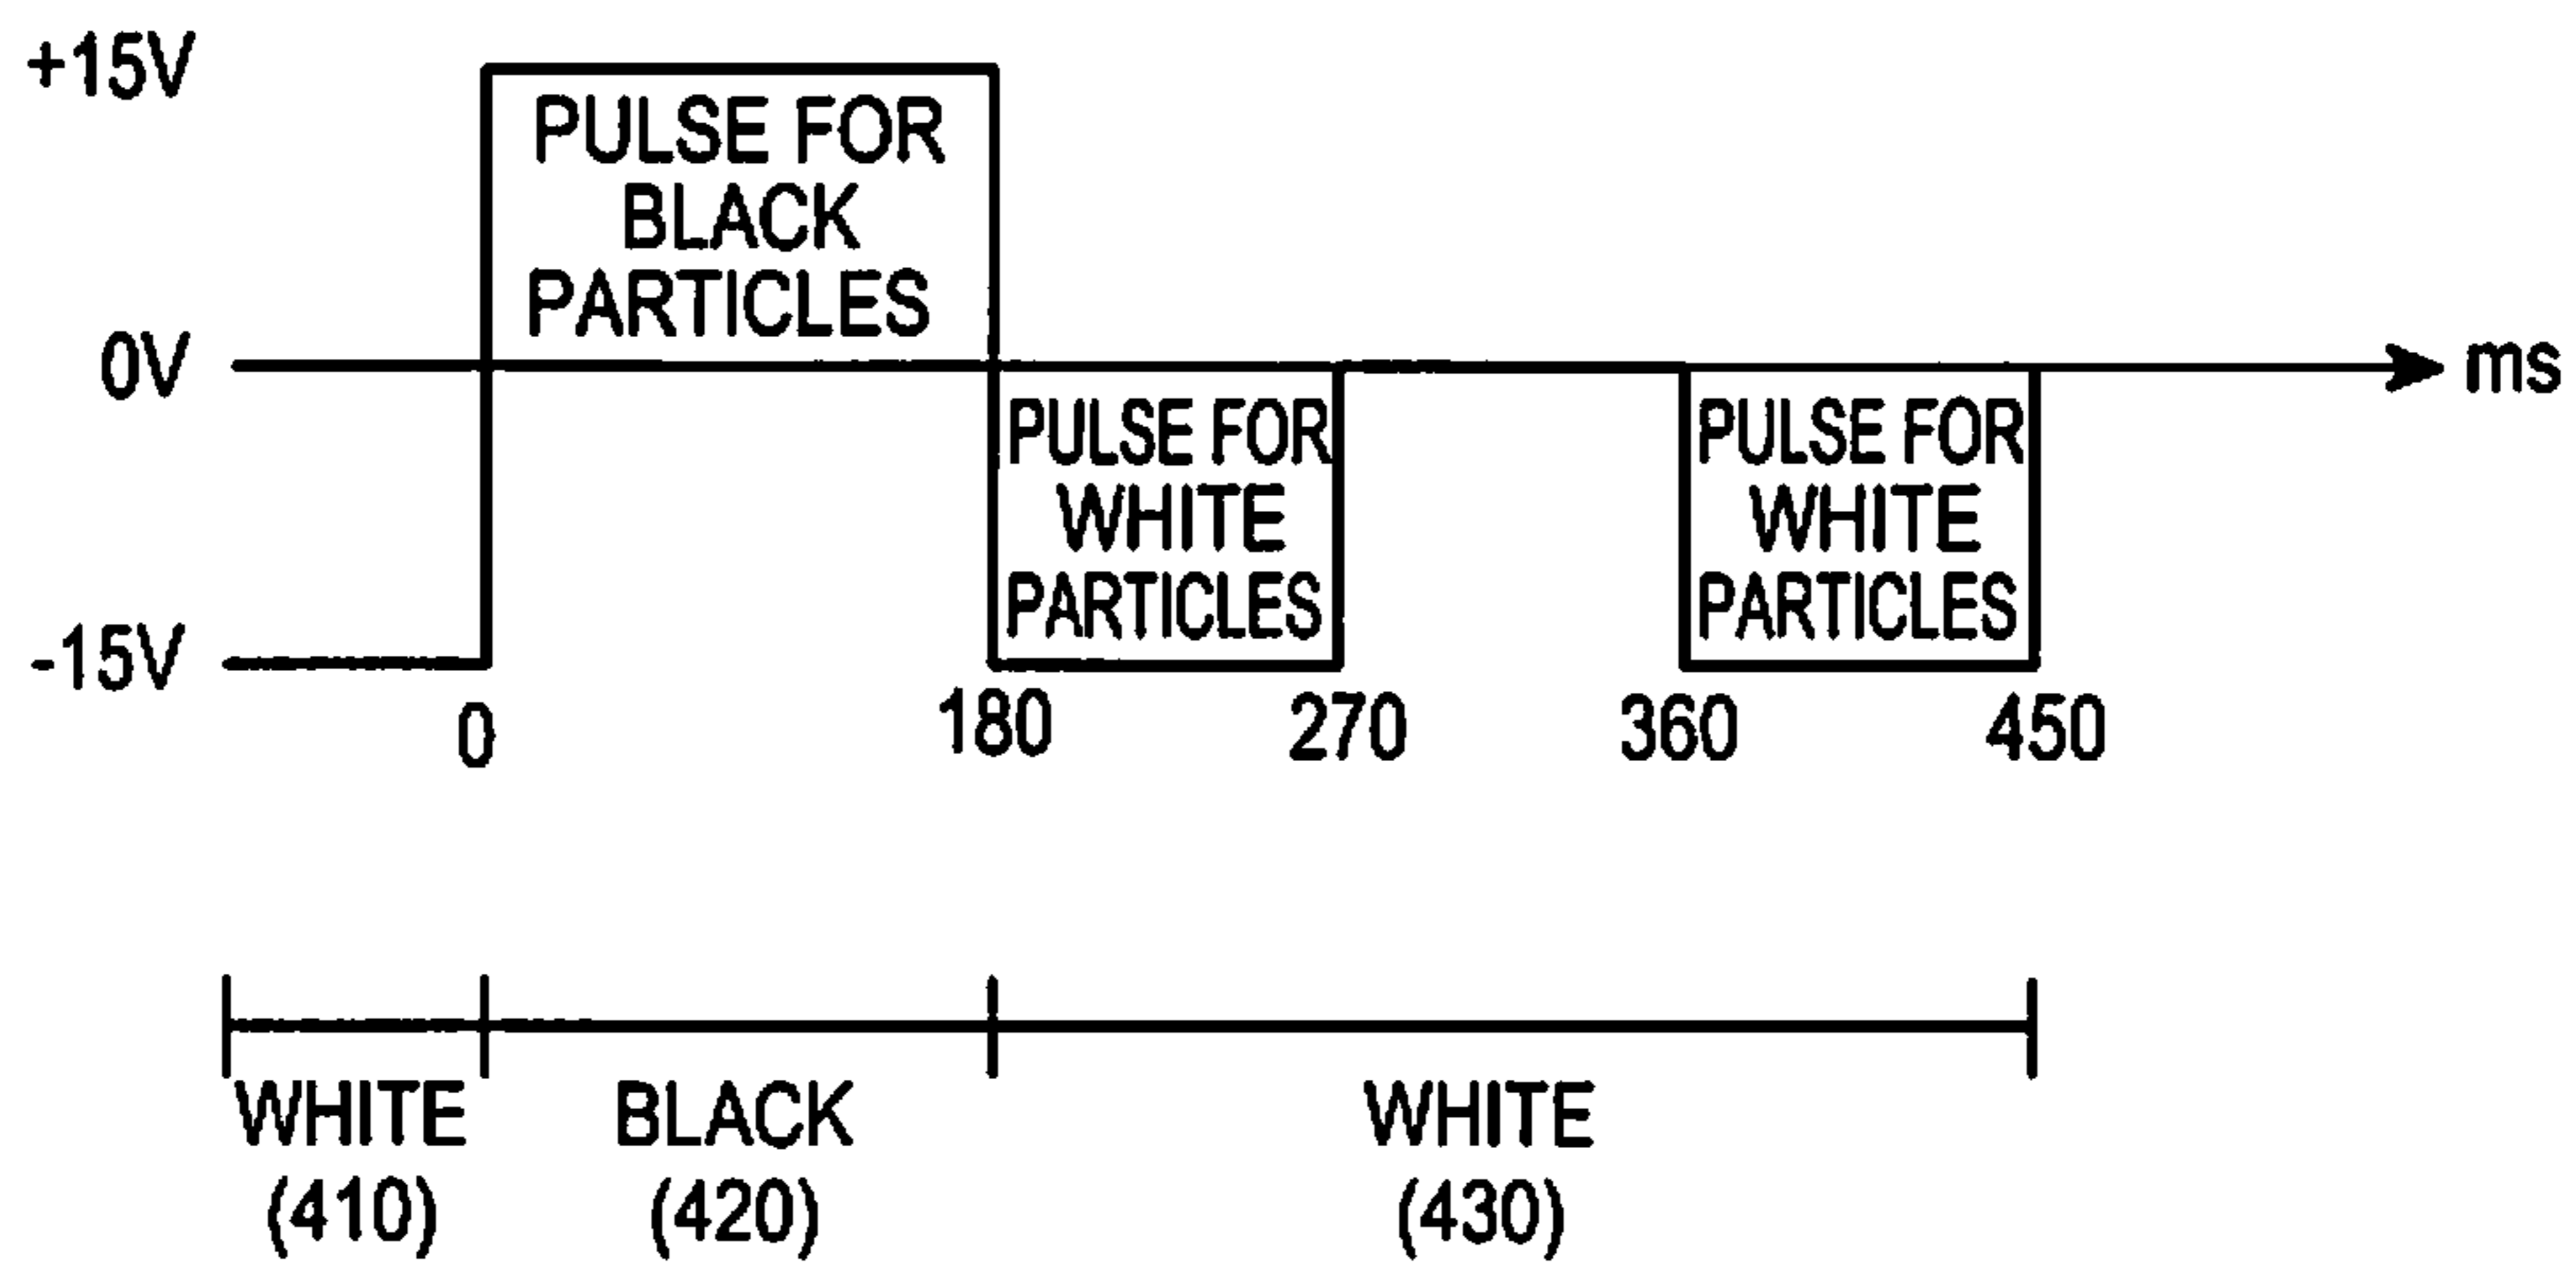 +15V
PULSE FOR
BLACK
PARTICLES
0V
ms
PULSE FOR
WHITE
PARTICLES
PULSE FOR
WHITE
PARTICLES
-15V
0
180
270
360
450
WHITE
(410)
BLACK
(420)
WHITE
(430)